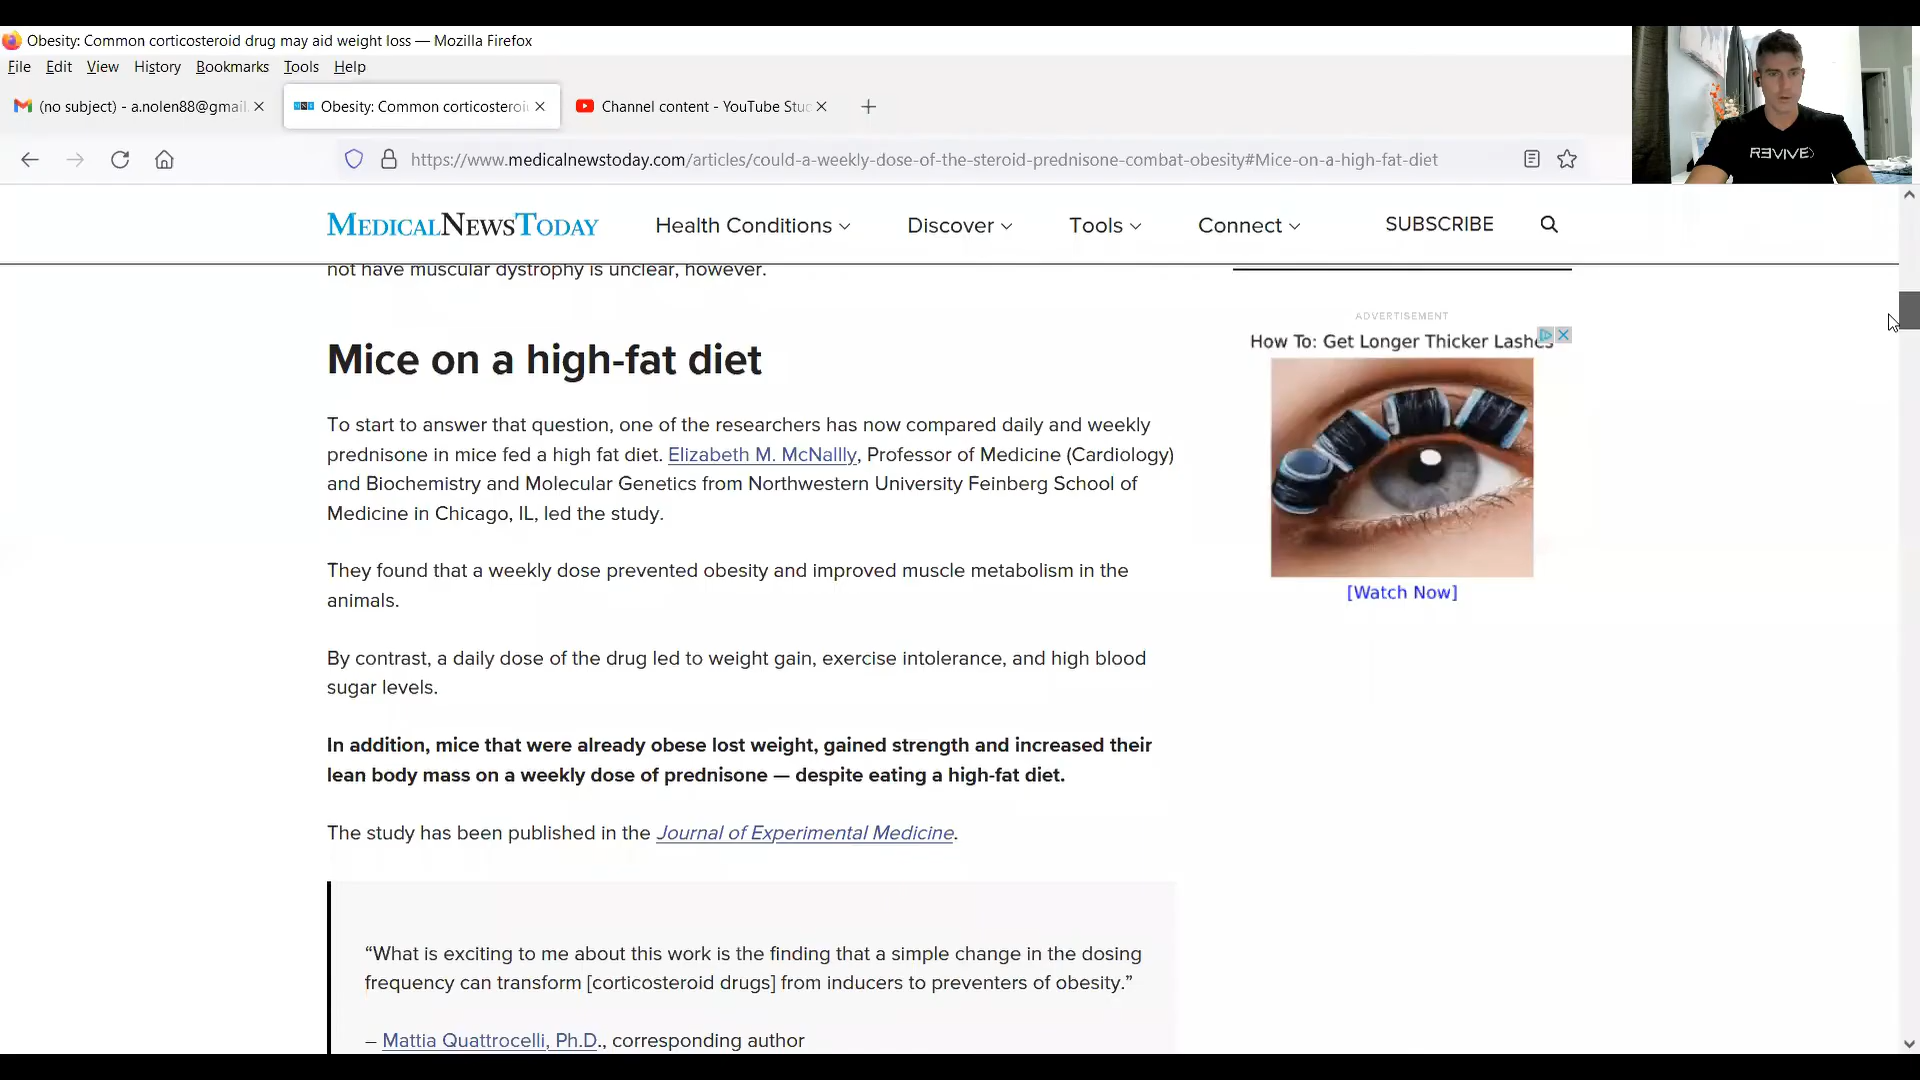 Obesity: Common corticosteroid drug may aid weight loss — Mozilla Firefox
File Edit View History Bookmarks Tools Help
(no subject) - a.nolen88@gmail.
Obesity: Common corticosteroi
Channel content - YouTube Stu
https://www.medicalnewstoday.com/articles/could-a-weekly-dose-of-the-steroid-prednisone-combat-obesity#Mice-on-a-high-fat-diet
REVIVE
MEDICALNEWSTODAY
Health Conditions
Discover
Tools
Connect
SUBSCRIBE
not have muscular dystrophy is unclear, however.
Mice on a high-fat diet
To start to answer that question, one of the researchers has now compared daily and weekly
prednisone in mice fed a high fat diet. Elizabeth M. McNallly, Professor of Medicine (Cardiology)
and Biochemistry and Molecular Genetics from Northwestern University Feinberg School of
Medicine in Chicago, IL, led the study.
They found that a weekly dose prevented obesity and improved muscle metabolism in the
animals.
By contrast, a daily dose of the drug led to weight gain, exercise intolerance, and high blood
sugar levels.
In addition, mice that were already obese lost weight, gained strength and increased their
lean body mass on a weekly dose of prednisone — despite eating a high-fat diet.
The study has been published in the Journal of Experimental Medicine.
“What is exciting to me about this work is the finding that a simple change in the dosing
frequency can transform [corticosteroid drugs] from inducers to preventers of obesity.”
– Mattia Quattrocelli, Ph.D., corresponding author
ADVERTISEMENT
How To: Get Longer Thicker Lashes
[Watch Now]